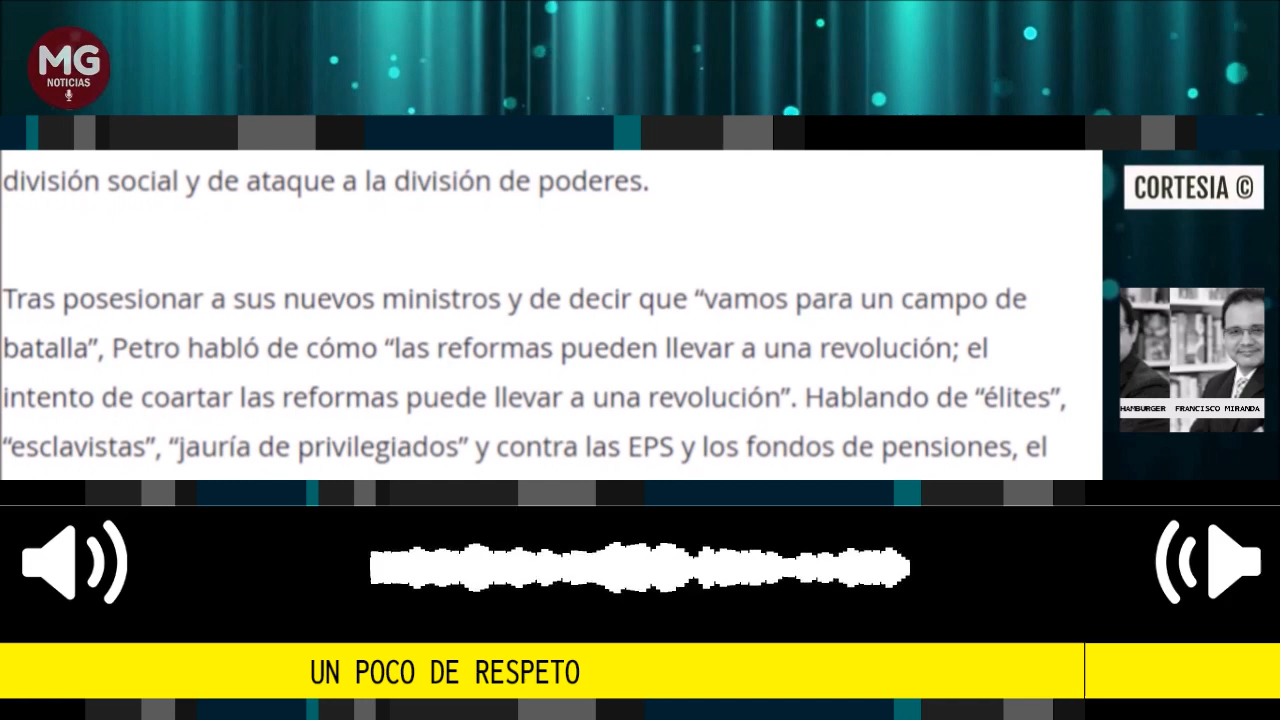 MG
NOTICIAS
división social y de ataque a la división de poderes.
CORTESIA ©
Tras posesionar a sus nuevos ministros y de decir que “vamos para un campo de
batalla”, Petro habló de cómo “las reformas pueden llevar a una revolución; el
intento de coartar las reformas puede llevar a una revolución”. Hablando de “élites”,
“esclavistas”, “jauría de privilegiados” y contra las EPS y los fondos de pensiones, el
HAMBURGER FRANCISCO MIRANDA
UN POCO DE RESPETO